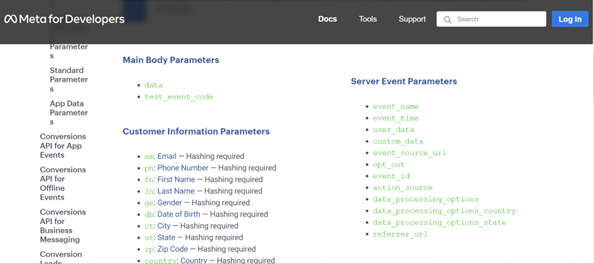 Meta for Developers
Docs
Tools
Support
Search
Log In
Parameter
s
Standard
Parameter
s
App Data
Parameter
s
Conversions
API for App
Events
Conversions
API for
Offline
Events
Conversions
API for
Business
Messaging
Conversion
Leads
Main Body Parameters
data
test_event_code
Customer Information Parameters
em: Email — Hashing required
ph: Phone Number — Hashing required
fn: First Name — Hashing required
ln: Last Name — Hashing required
ge: Gender — Hashing required
db: Date of Birth — Hashing required
ct: City — Hashing required
st: State — Hashing required
zp: Zip Code — Hashing required
country: Country — Hashing required
Server Event Parameters
event_name
event_time
user_data
custom_data
event_source_url
opt_out
event_id
action_source
data_processing_options
data_processing_options_country
data_processing_options_state
referrer_url